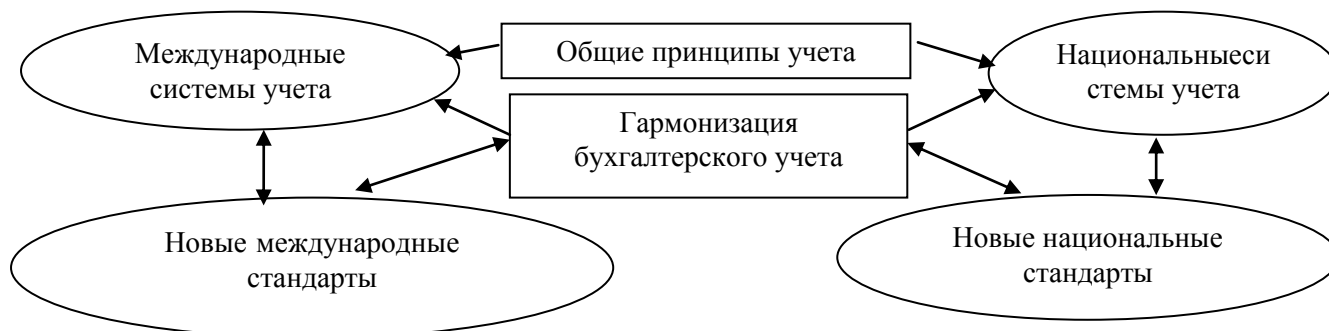 Международные
системы учета
Общие принципы учета
Национальныеси
стемы учета
Гармонизация
бухгалтерского учета
Новые международные
стандарты
Новые национальные
стандарты